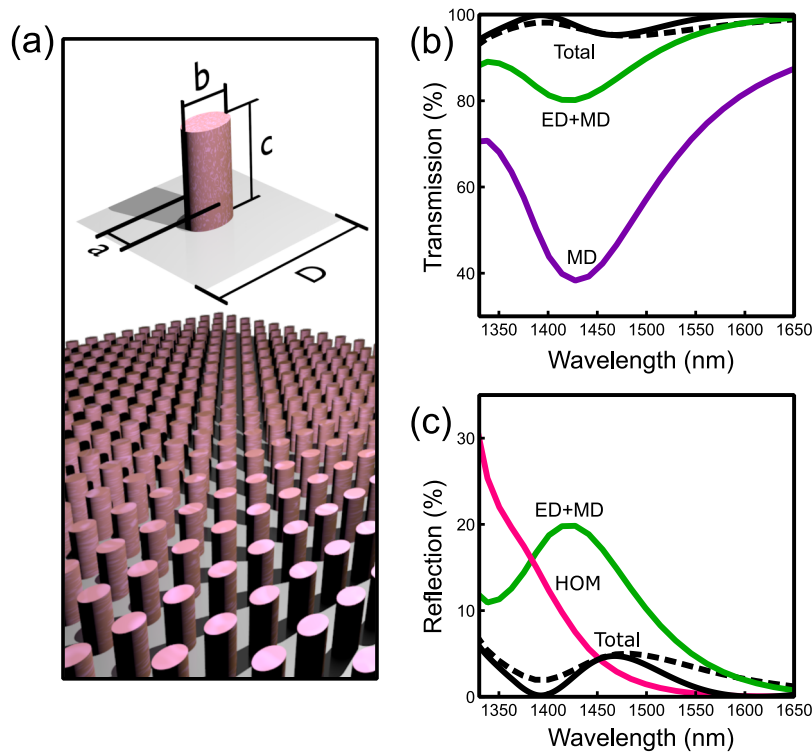 (a)
b
c
a
D
(b)
100
80
60
40
Transmission (%)
Total
ED+MD
MD
1350 1400 1450 1500 1550 1600 1650
Wavelength (nm)
(c)
30
20
10
0
Reflection (%)
ED+MD
HOM
Total
1350 1400 1450 1500 1550 1600 1650
Wavelength (nm)